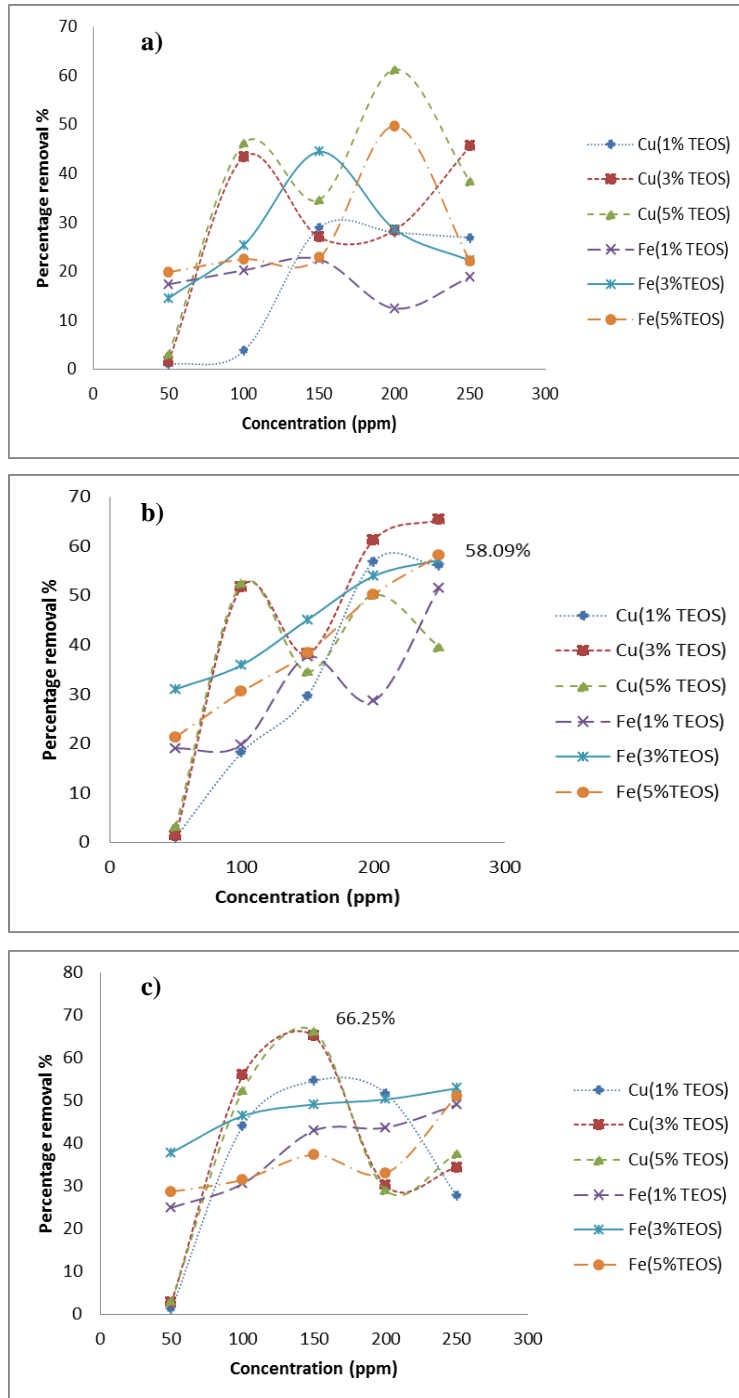 a)
70
60
50
40
30
20
10
0
Percentage removal %
0 50 100 150 200 250 300
Concentration (ppm)
Cu(1% TEOS)
Cu(3% TEOS)
Cu(5% TEOS)
Fe(1% TEOS)
Fe(3%TEOS)
Fe(5%TEOS)
b)
70
60
50
40
30
20
10
0
Percentage removal %
58.09%
0 100 200 300
Concentration (ppm)
Cu(1% TEOS)
Cu(3% TEOS)
Cu(5% TEOS)
Fe(1% TEOS)
Fe(3%TEOS)
Fe(5%TEOS)
c)
80
70
60
50
40
30
20
10
0
Percentage removal %
66.25%
0 50 100 150 200 250 300
Concentration (ppm)
Cu(1% TEOS)
Cu(3% TEOS)
Cu(5% TEOS)
Fe(1% TEOS)
Fe(3%TEOS)
Fe(5%TEOS)